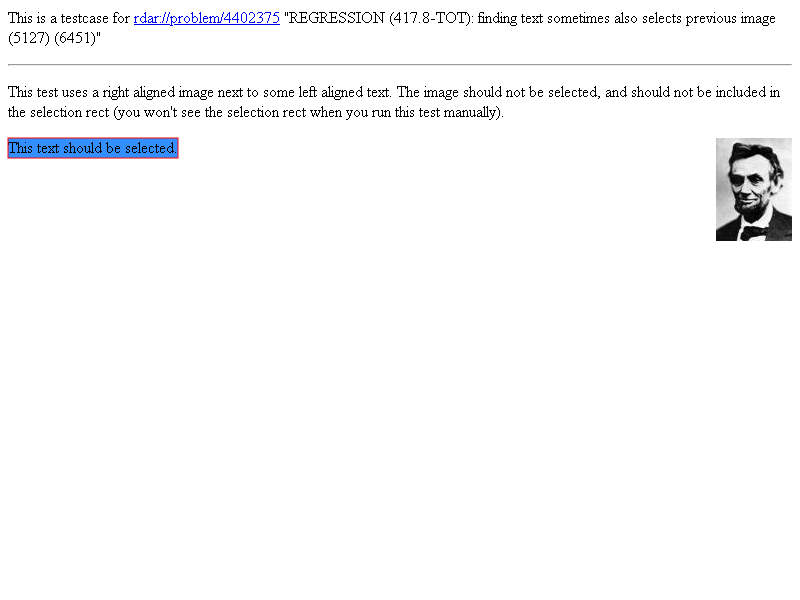 This is a testcase for rdar://problem/4402375 "REGRESSION (417.8-TOT): finding text sometimes also selects previous image
(5127) (6451)"
This test uses a right aligned image next to some left aligned text. The image should not be selected, and should not be included in
the selection rect (you won't see the selection rect when you run this test manually).
This text should be selected.